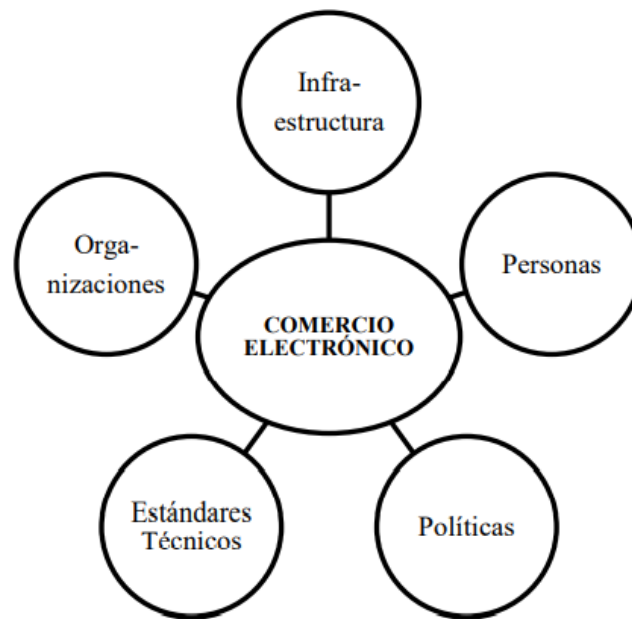 Infra-
estructura
Orga-
nizaciones
Personas
COMERCIO
ELECTRÓNICO
Estándares
Técnicos
Políticas